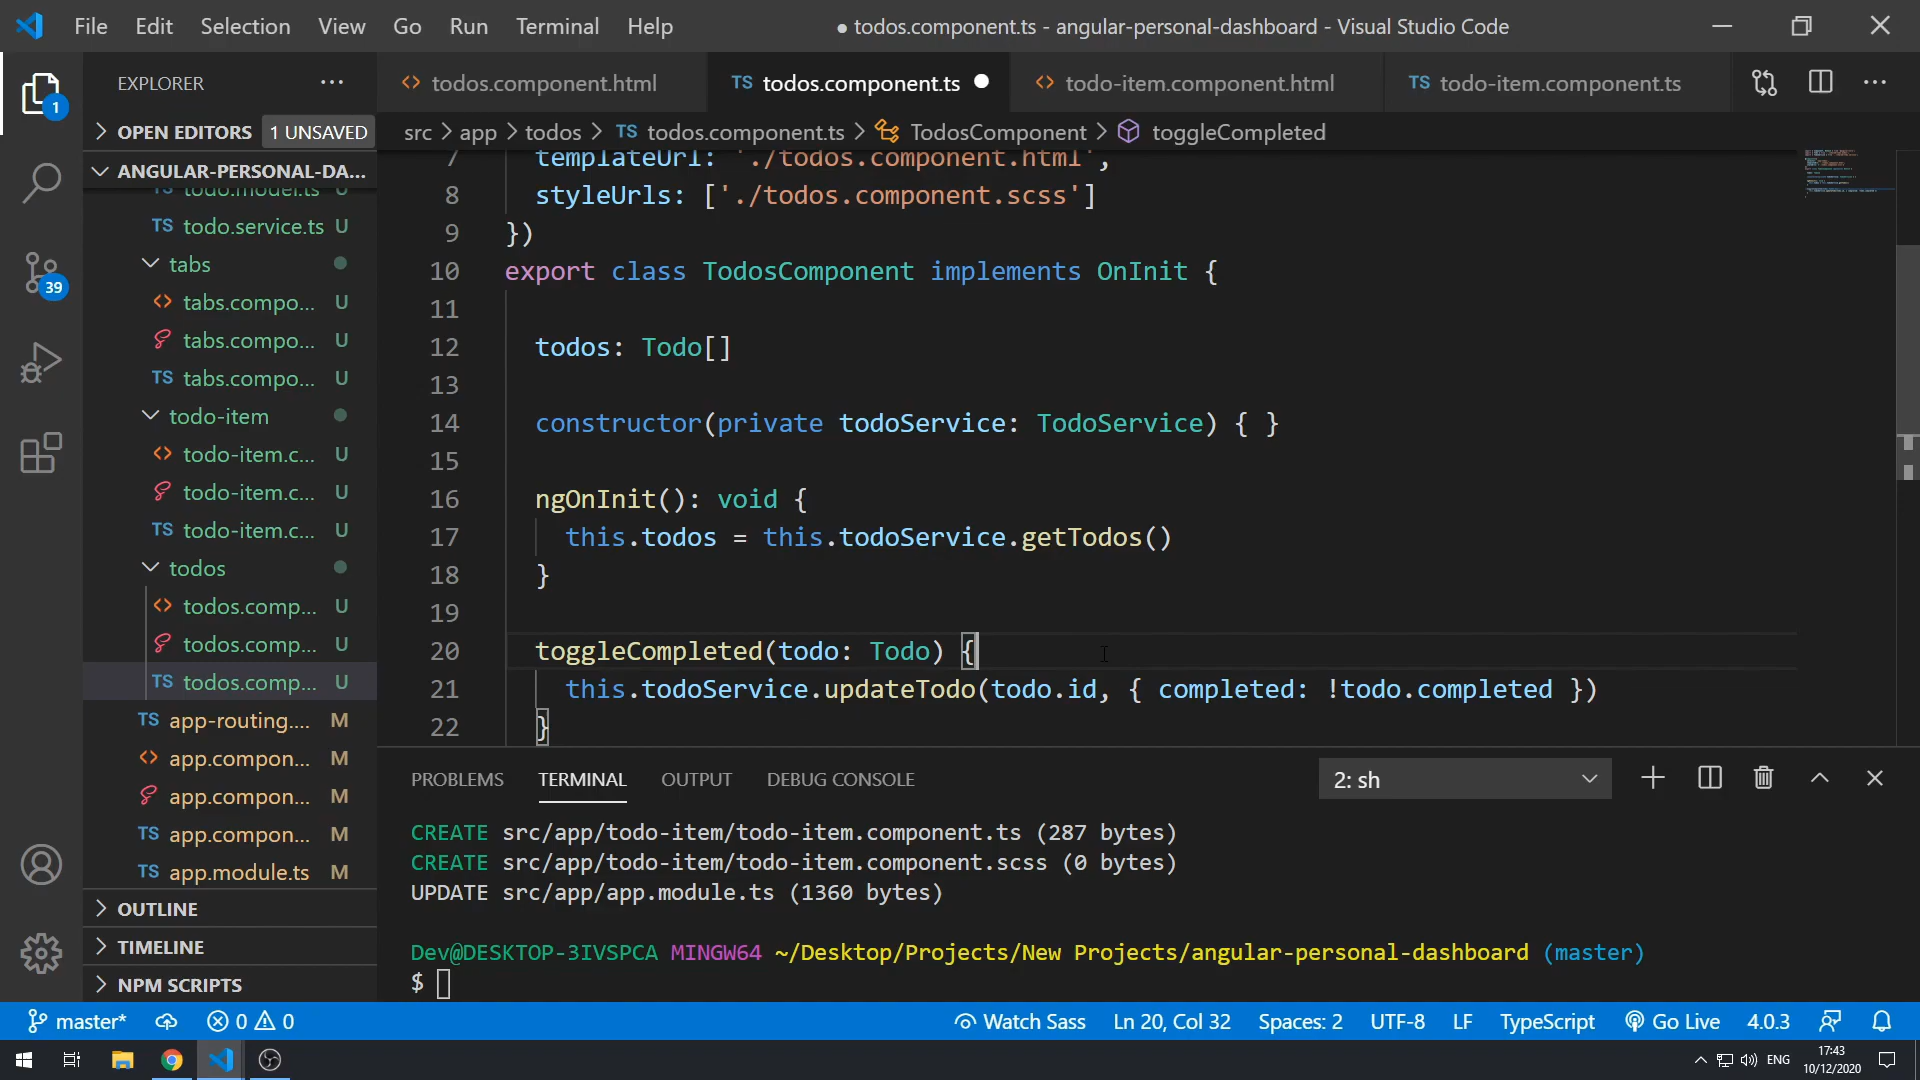 File Edit Selection View Go Run Terminal Help
● todos.component.ts - angular-personal-dashboard - Visual Studio Code
EXPLORER
todos.component.html
TS todos.component.ts
todo-item.component.html
TS todo-item.component.ts
1
OPEN EDITORS 1 UNSAVED
src > app > todos > TS todos.component.ts > TodosComponent > toggleCompleted
ANGULAR-PERSONAL-DA...
TS todo.model.ts U
TS todo.service.ts U
tabs
tabs.compo... U
tabs.compo... U
TS tabs.compo... U
todo-item
todo-item.c... U
todo-item.c... U
TS todo-item.c... U
todos
todos.comp... U
todos.comp... U
TS todos.comp... U
TS app-routing.... M
app.compon... M
app.compon... M
TS app.compon... M
TS app.module.ts M
OUTLINE
TIMELINE
NPM SCRIPTS
39
7 templateUrl: './todos.component.html',
8 styleUrls: ['./todos.component.scss']
9 })
10 export class TodosComponent implements OnInit {
11
12 todos: Todo[]
13
14 constructor(private todoService: TodoService) { }
15
16 ngOnInit(): void {
17 this.todos = this.todoService.getTodos()
18 }
19
20 toggleCompleted(todo: Todo) {
21 this.todoService.updateTodo(todo.id, { completed: !todo.completed })
22 }
PROBLEMS TERMINAL OUTPUT DEBUG CONSOLE
2: sh
CREATE src/app/todo-item/todo-item.component.ts (287 bytes)
CREATE src/app/todo-item/todo-item.component.scss (0 bytes)
UPDATE src/app/app.module.ts (1360 bytes)
Dev@DESKTOP-3IVSPCA MINGW64 ~/Desktop/Projects/New Projects/angular-personal-dashboard (master)
$
master* 0 0
Watch Sass Ln 20, Col 32 Spaces: 2 UTF-8 LF TypeScript Go Live 4.0.3
ENG
17:43
10/12/2020